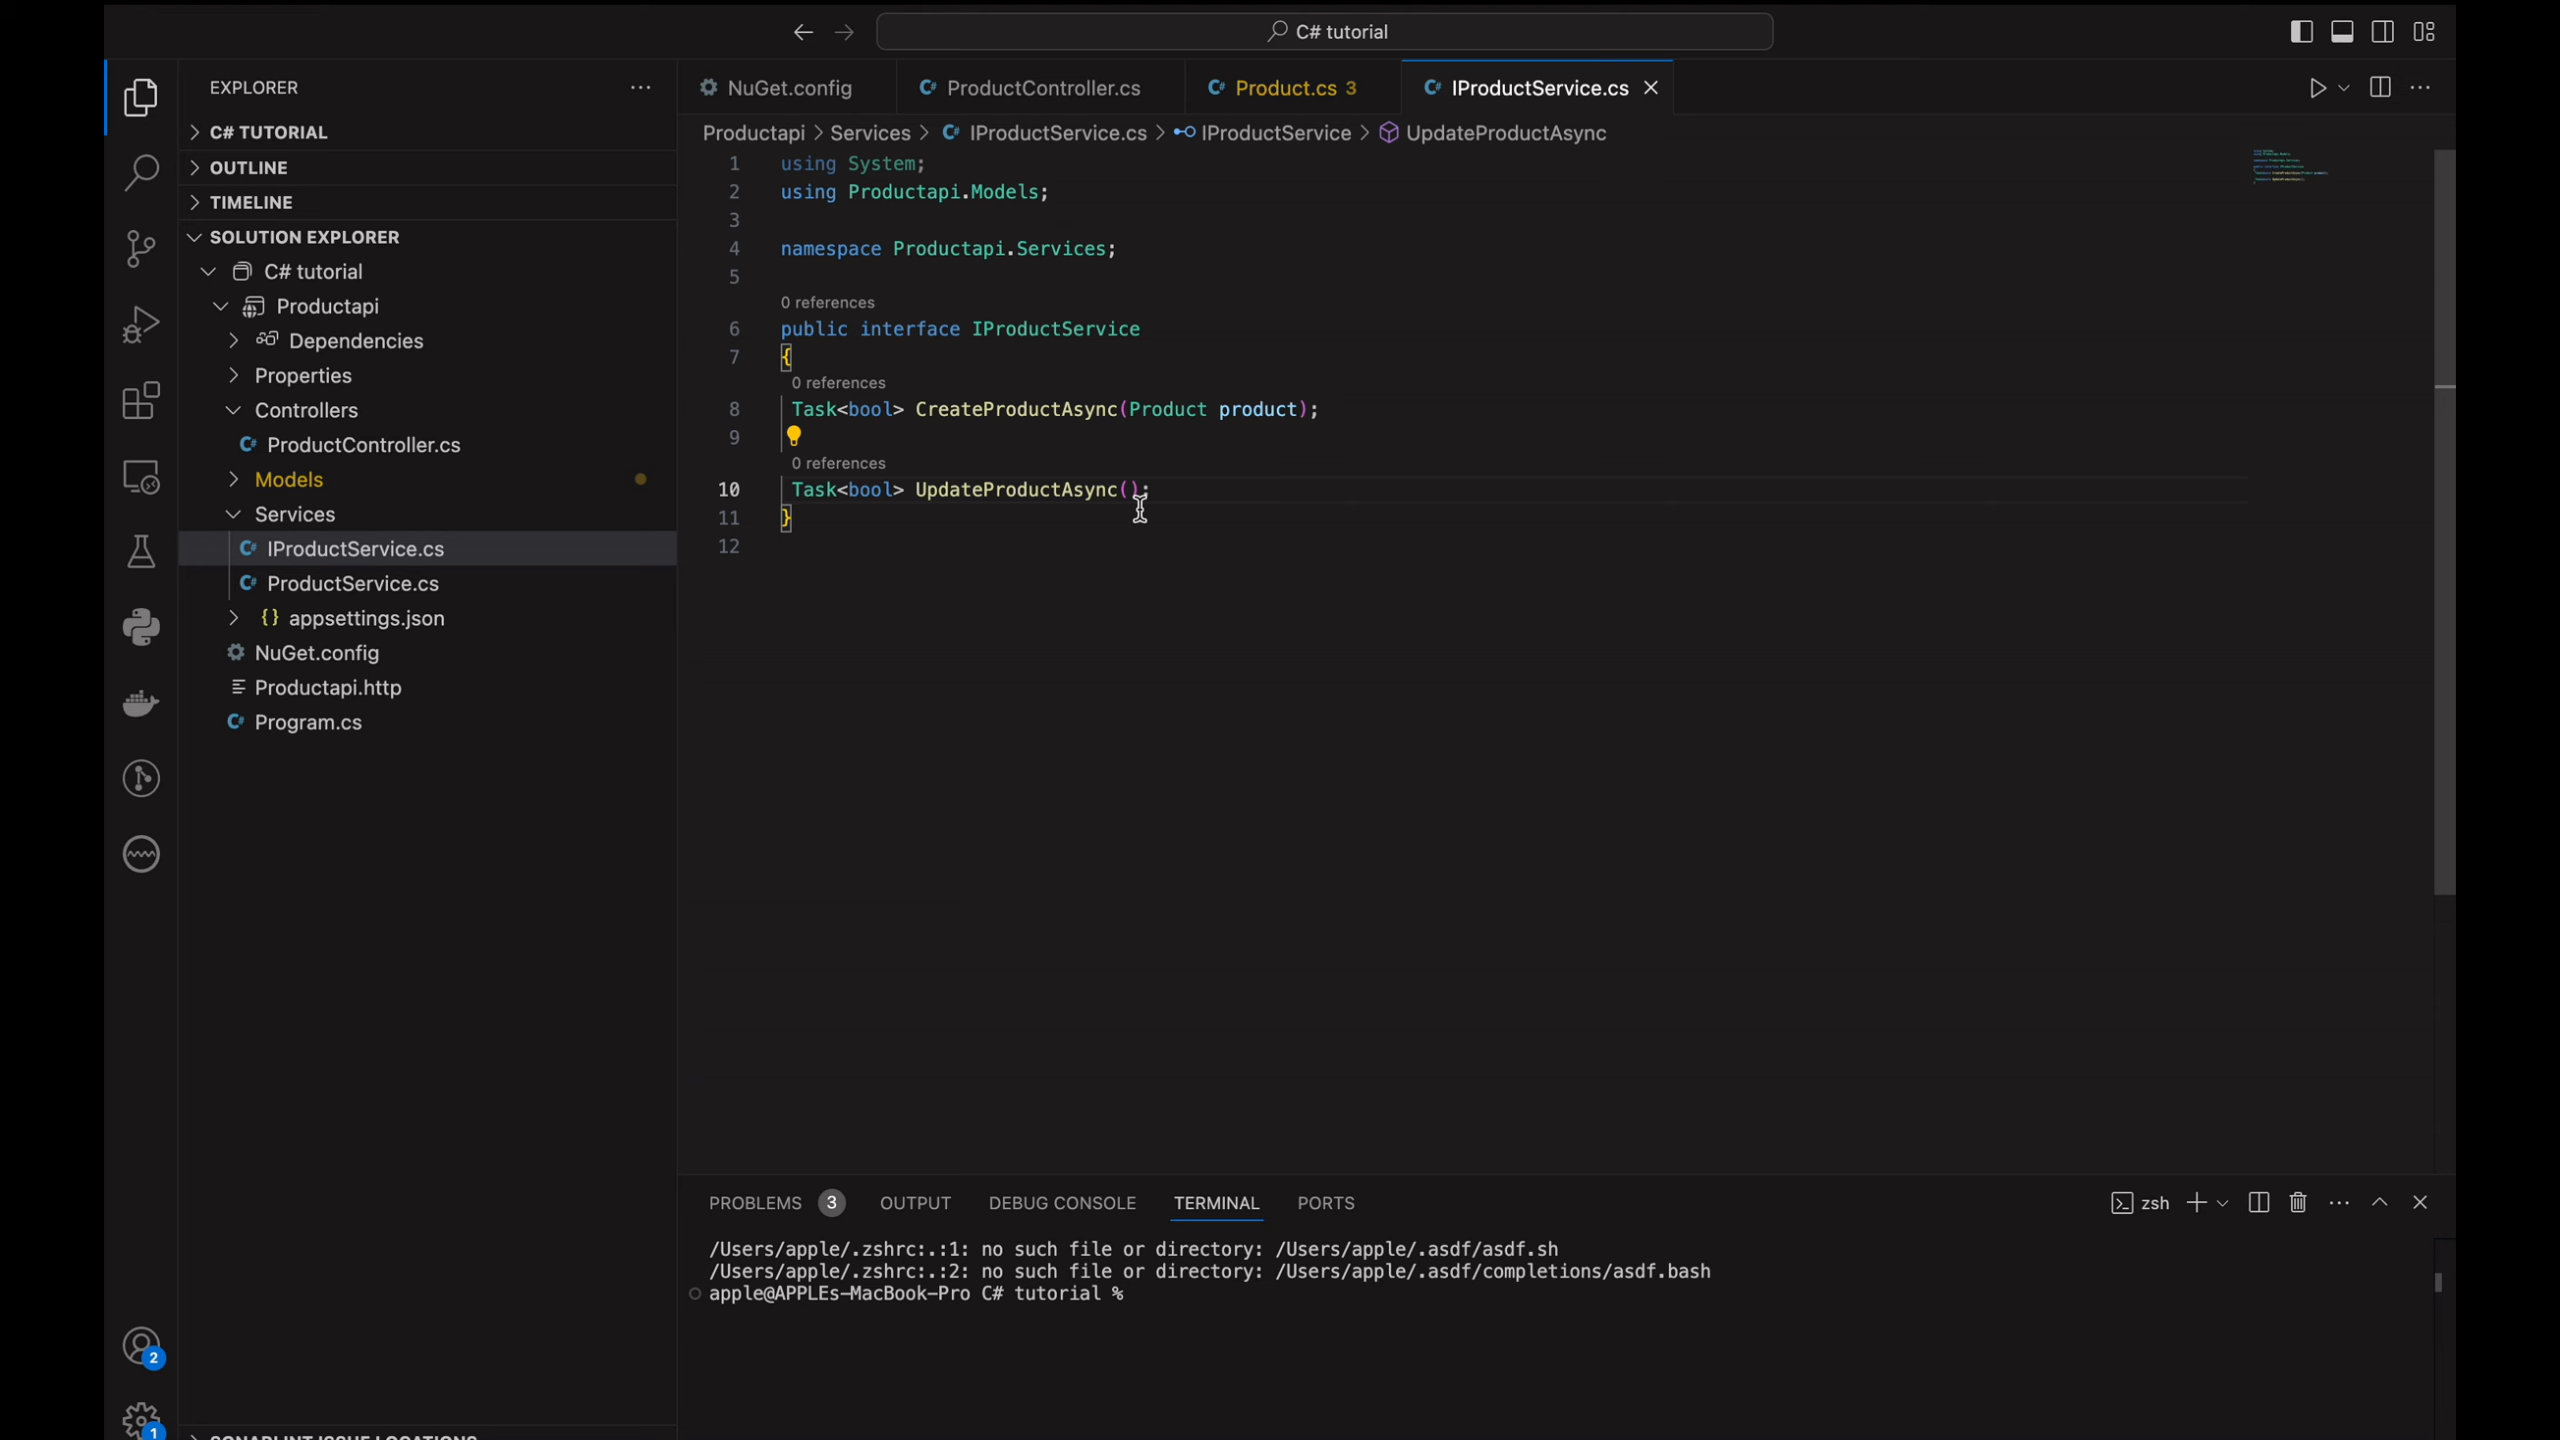 C# tutorial
EXPLORER
C# TUTORIAL
OUTLINE
TIMELINE
SOLUTION EXPLORER
C# tutorial
Productapi
Dependencies
Properties
Controllers
C# ProductController.cs
Models
Services
C# IProductService.cs
C# ProductService.cs
{} appsettings.json
NuGet.config
Productapi.http
C# Program.cs
2
1
NuGet.config
C# ProductController.cs
C# Product.cs 3
C# IProductService.cs
Productapi > Services > C# IProductService.cs > IProductService > UpdateProductAsync
1 using System;
2 using Productapi.Models;
3
4 namespace Productapi.Services;
5
0 references
6 public interface IProductService
7 {
0 references
8 Task<bool> CreateProductAsync(Product product);
9
0 references
10 Task<bool> UpdateProductAsync();
11 }
12
PROBLEMS 3 OUTPUT DEBUG CONSOLE TERMINAL PORTS
zsh
/Users/apple/.zshrc:.:1: no such file or directory: /Users/apple/.asdf/asdf.sh
/Users/apple/.zshrc:.:2: no such file or directory: /Users/apple/.asdf/completions/asdf.bash
apple@APPLEs-MacBook-Pro C# tutorial %